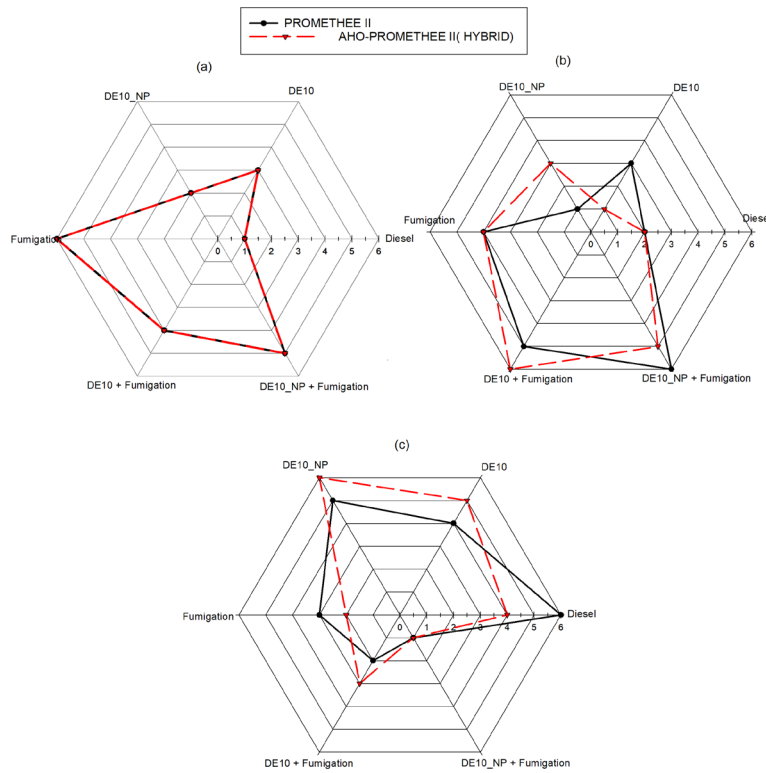 PROMETHEE II
AHO-PROMETHEE II( HYBRID)
(a)
DE10_NP
DE10
Fumigation
0 1 2 3 4 5 6
Diesel
DE10 + Fumigation
DE10_NP + Fumigation
(b)
DE10_NP
DE10
Fumigation
Diesel
0 1 2 3 4 5 6
DE10 + Fumigation
DE10_NP + Fumigation
(c)
DE10_NP
DE10
Fumigation
Diesel
0 1 2 3 4 5 6
DE10 + Fumigation
DE10_NP + Fumigation